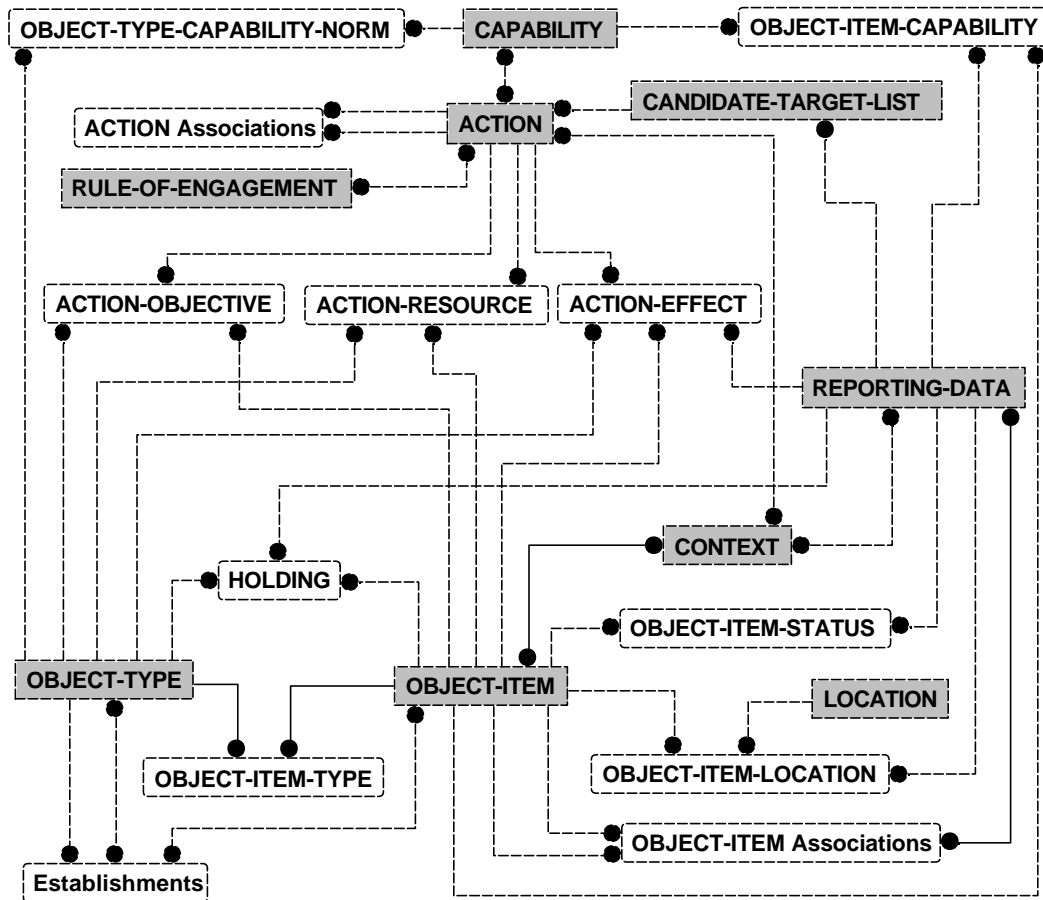 OBJECT-TYPE-CAPABILITY-NORM
CAPABILITY
OBJECT-ITEM-CAPABILITY
CANDIDATE-TARGET-LIST
ACTION Associations
ACTION
RULE-OF-ENGAGEMENT
ACTION-OBJECTIVE
ACTION-RESOURCE
ACTION-EFFECT
REPORTING-DATA
CONTEXT
HOLDING
OBJECT-ITEM-STATUS
OBJECT-TYPE
OBJECT-ITEM
LOCATION
OBJECT-ITEM-TYPE
OBJECT-ITEM-LOCATION
OBJECT-ITEM Associations
Establishments